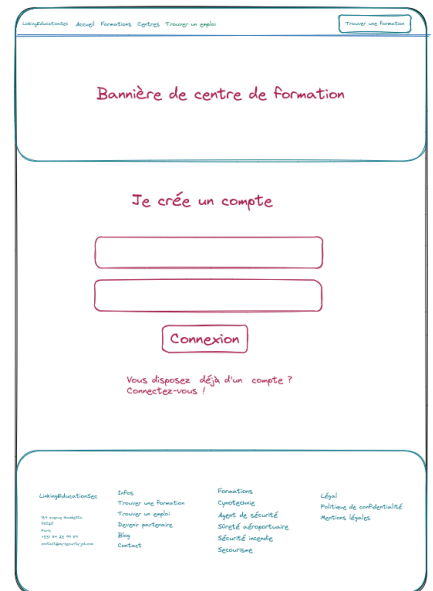 LinkingEducationSec Accueil Formations Centres Trouver un emploi Trouver une formation
Bannière de centre de formation
Je crée un compte
Connexion
Vous disposez déjà d'un compte ?
Connectez-vous !
LinkingEducationSec
Paris
Infos
Trouver une formation
Trouver un emploi
Devenir partenaire
Blog
Contact
Formations
Cynotechnie
Agent de sécurité
Sûreté aéroportuaire
Sécurité incendie
Secourisme
Légal
Politique de confidentialité
Mentions légales